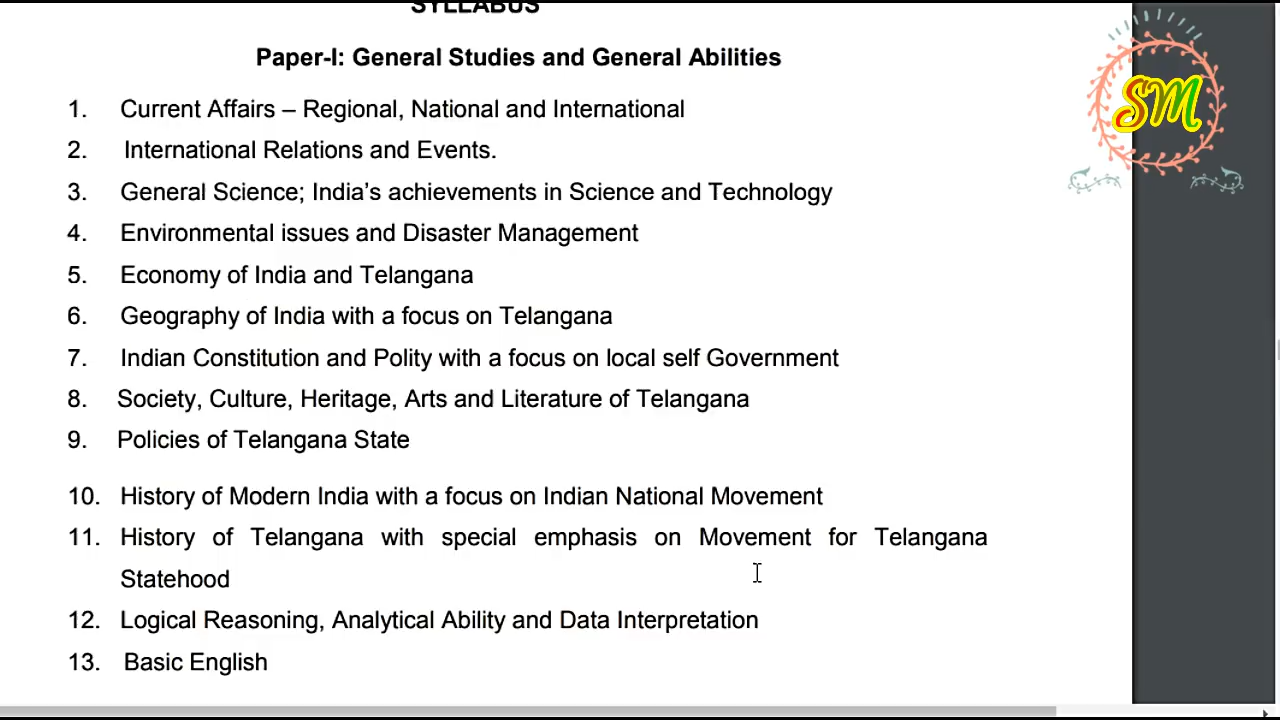 SYLLABUS
Paper-I: General Studies and General Abilities
1. Current Affairs – Regional, National and International
2. International Relations and Events.
3. General Science; India's achievements in Science and Technology
4. Environmental issues and Disaster Management
5. Economy of India and Telangana
6. Geography of India with a focus on Telangana
7. Indian Constitution and Polity with a focus on local self Government
8. Society, Culture, Heritage, Arts and Literature of Telangana
9. Policies of Telangana State
10. History of Modern India with a focus on Indian National Movement
11. History of Telangana with special emphasis on Movement for Telangana
Statehood
12. Logical Reasoning, Analytical Ability and Data Interpretation
13. Basic English
SM